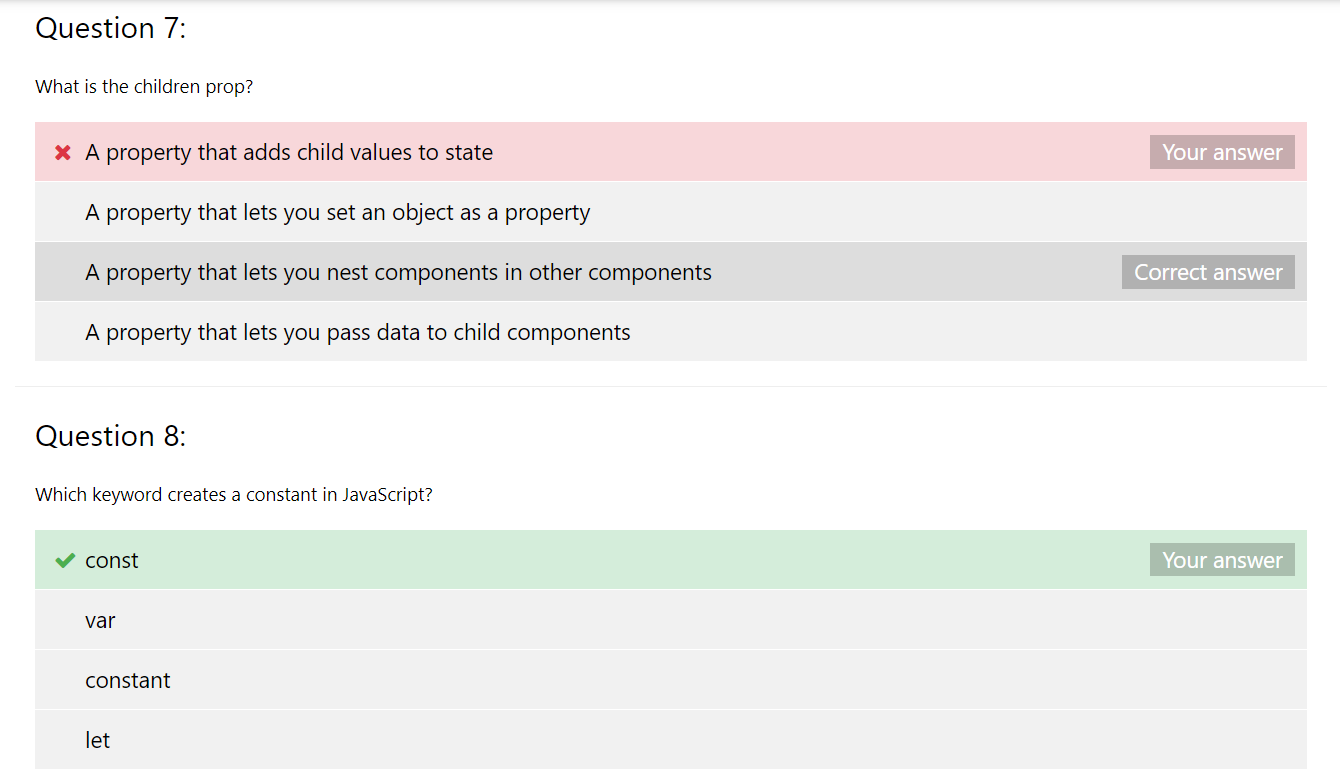 Question 7:
What is the children prop?
A property that adds child values to state Your answer
A property that lets you set an object as a property
A property that lets you nest components in other components Correct answer
A property that lets you pass data to child components
Question 8:
Which keyword creates a constant in JavaScript?
const Your answer
var
constant
let